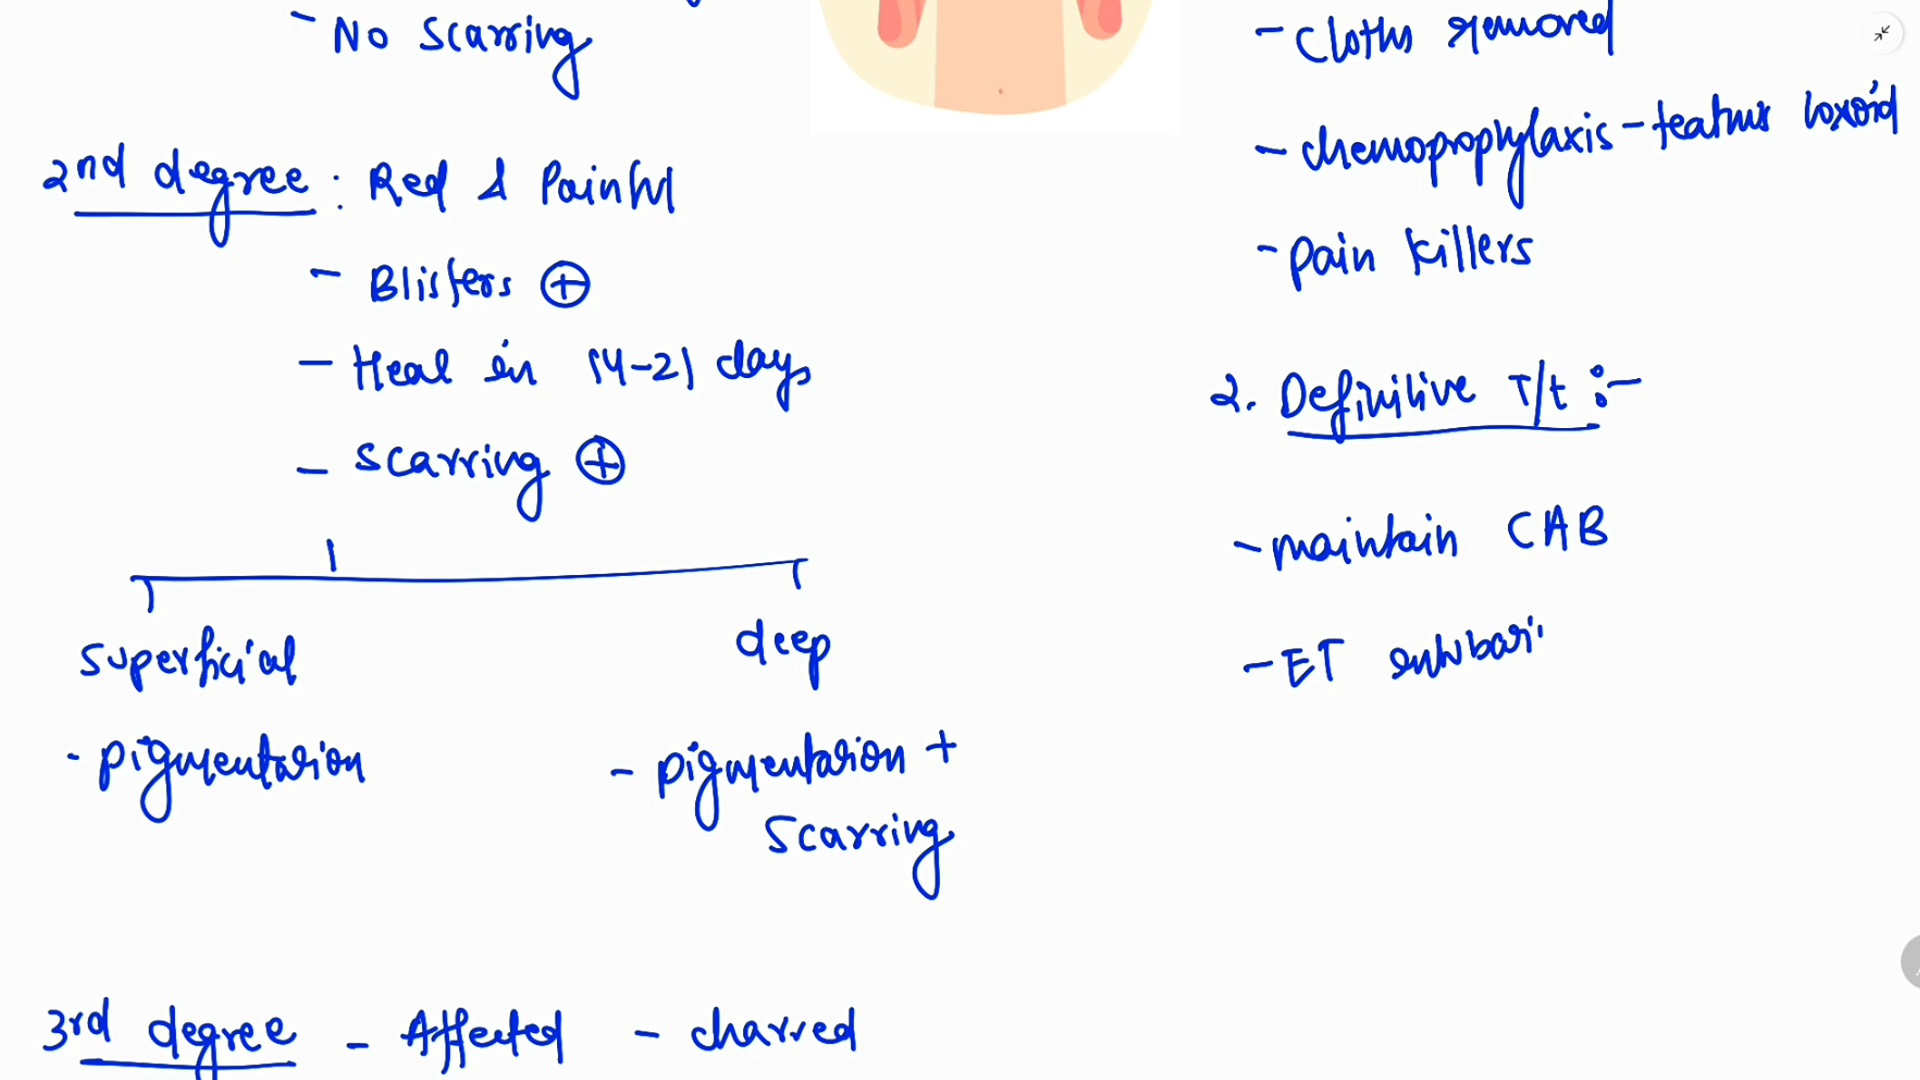 - No scarring
2nd degree : Red & Painful
- Blisters ⊕
- Heal in 14-21 days
- scarring ⊕
superficial
- pigmentation
deep
- pigmentation +
scarring
3rd degree - Affected - charred
- cloths removed
- chemoprophylaxis - teatnus toxoid
- pain killers
2. Definitive T/t :-
- maintain CAB
- ET